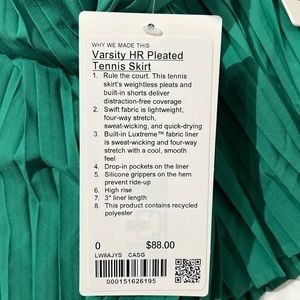 WHY WE MADE THIS
Varsity HR Pleated
Tennis Skirt
1. Rule the court. This tennis
skirt's weightless pleats and
built-in shorts deliver
distraction-free coverage
2. Swift fabric is lightweight,
four-way stretch,
sweat-wicking, and quick-drying
3. Built-in Luxtreme™ fabric liner
is sweat-wicking and four-way
stretch with a cool, smooth
feel
4. Drop-in pockets on the liner
5. Silicone grippers on the hem
prevent ride-up
6. High rise
7. 3" liner length
8. This product contains recycled
polyester
0 $88.00
LW8AJYS CASG
000151626195